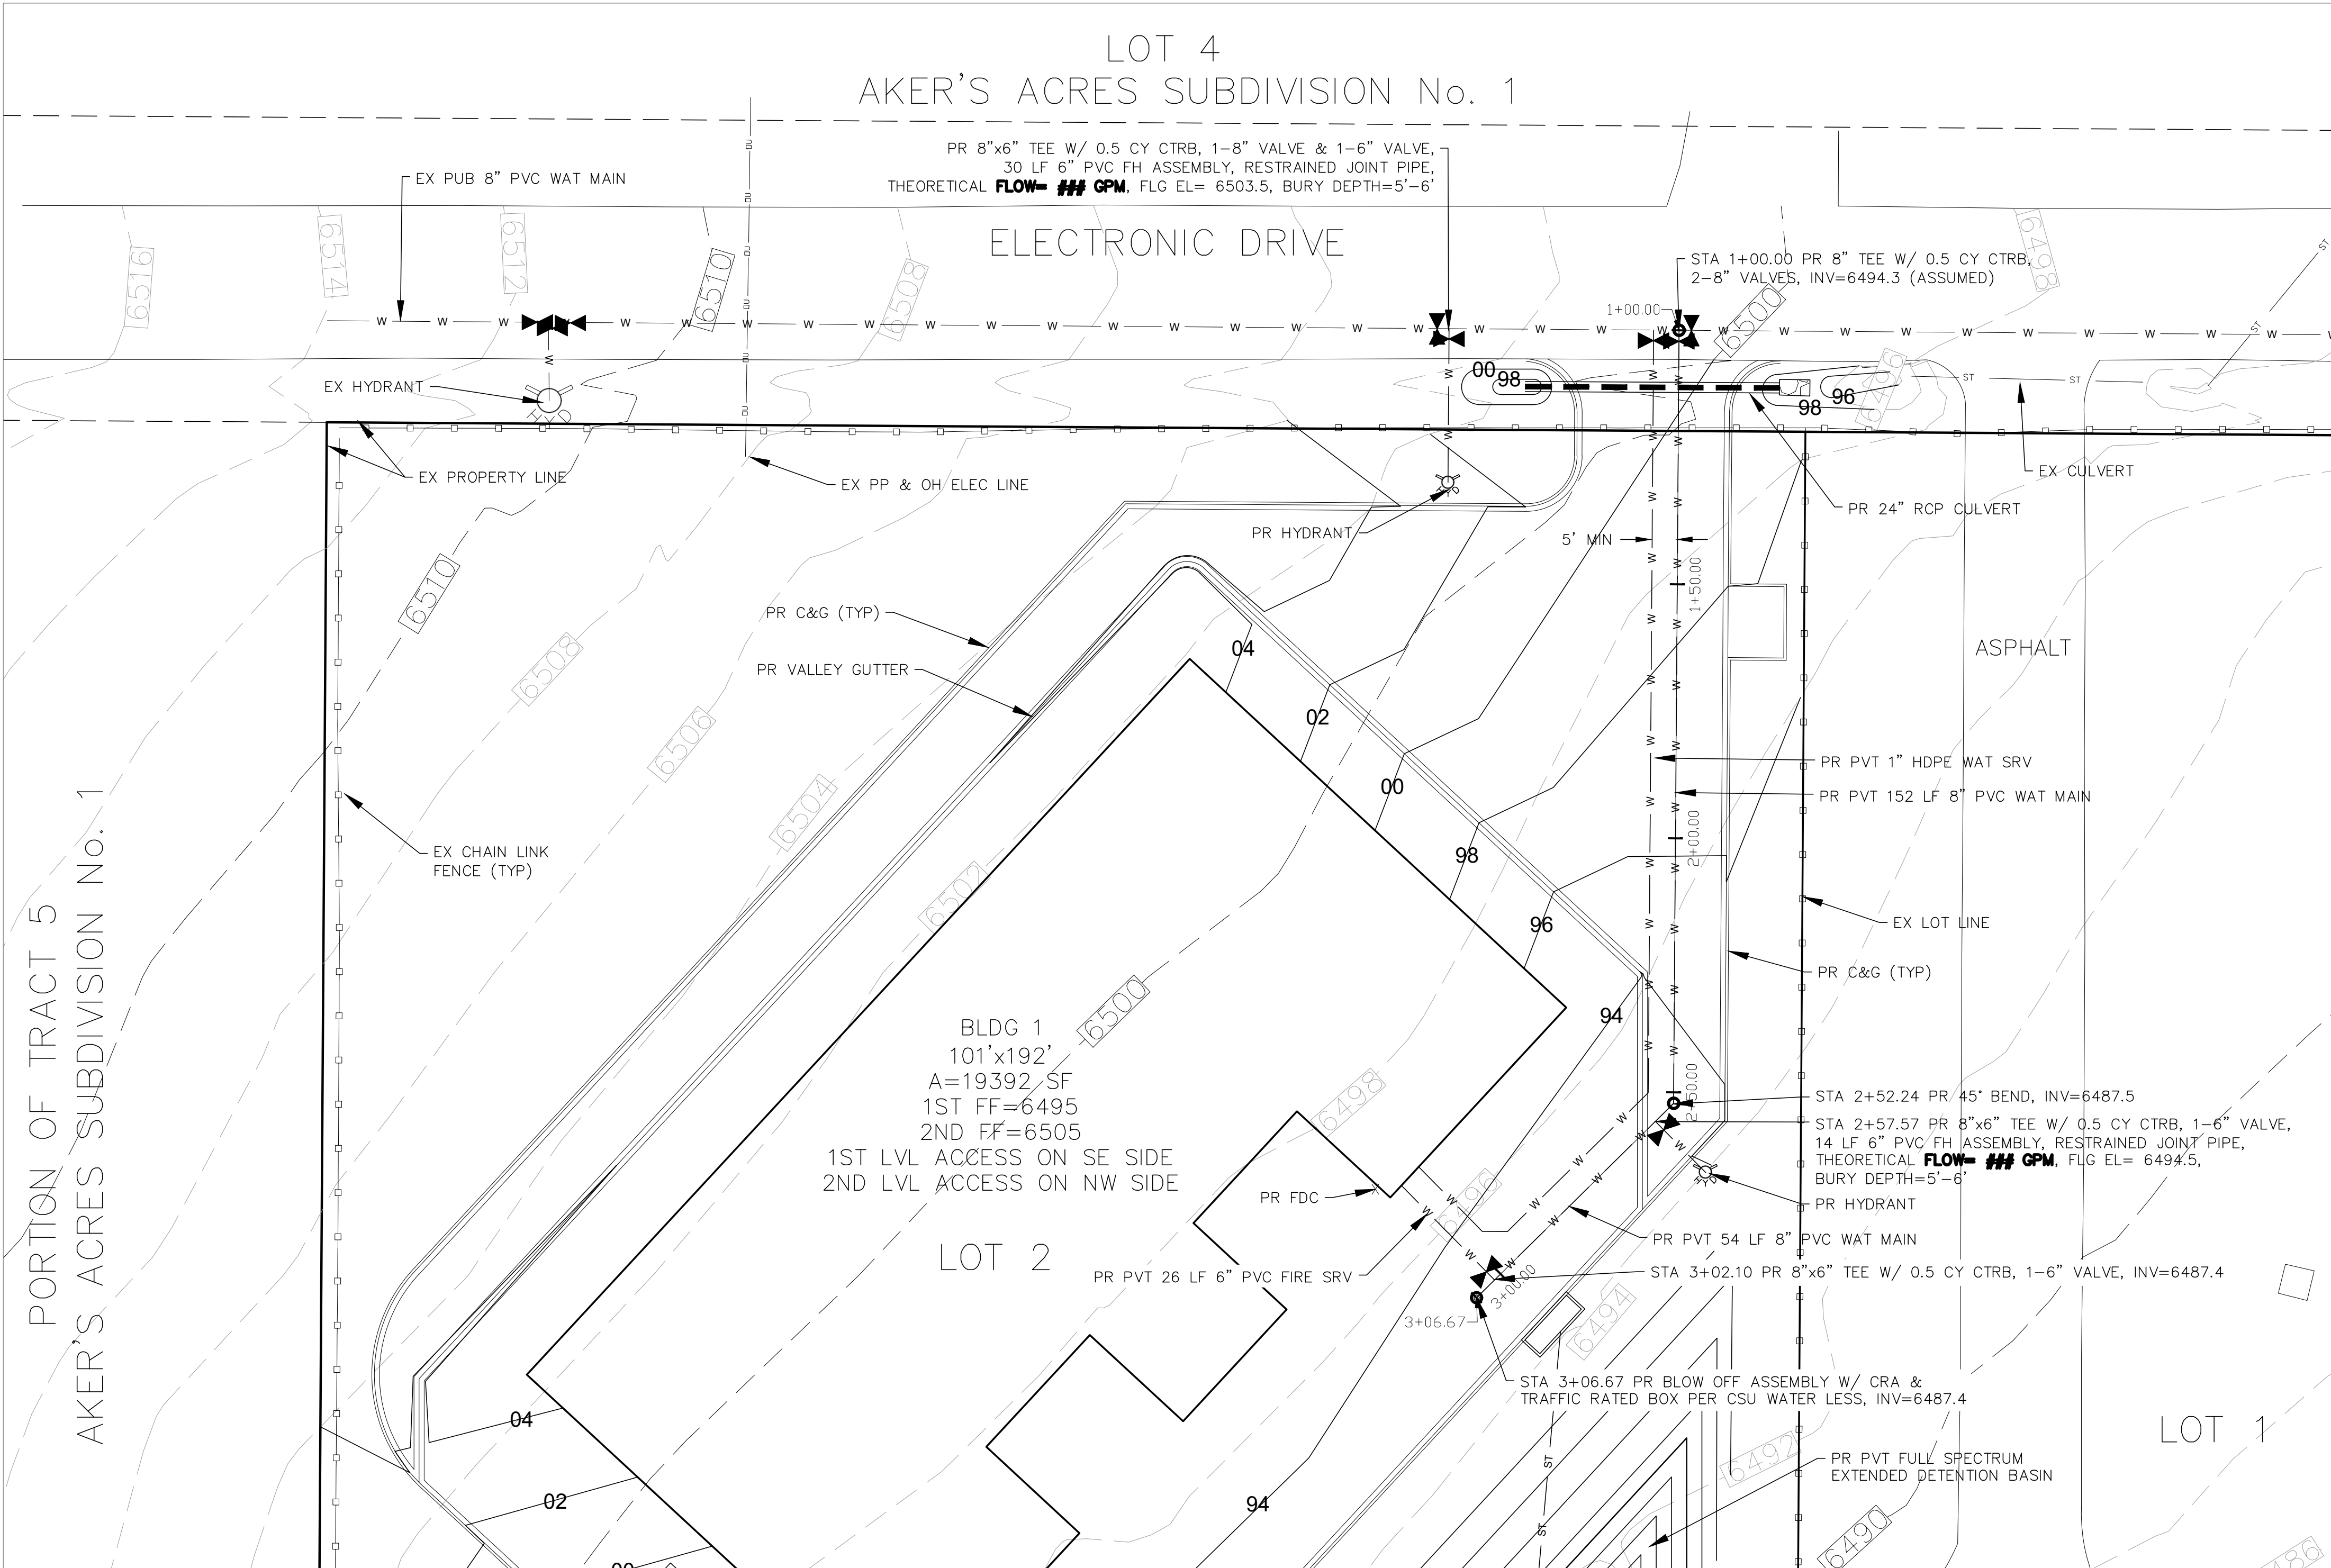 LOT 4
AKER'S ACRES SUBDIVISION No. 1
PR 8"x6" TEE W/ 0.5 CY CTRB, 1-8" VALVE & 1-6" VALVE,
30 LF 6" PVC FH ASSEMBLY, RESTRAINED JOINT PIPE,
THEORETICAL FLOW= ### GPM, FLG EL= 6503.5, BURY DEPTH=5'-6'
EX PUB 8" PVC WAT MAIN
ELECTRONIC DRIVE
STA 1+00.00 PR 8" TEE W/ 0.5 CY CTRB,
2-8" VALVES, INV=6494.3 (ASSUMED)
1+00.00
6516
6514
6512
6510
6508
6500
6498
6496
00
98
98
96
EX HYDRANT
HYD
EX PROPERTY LINE
EX PP & OH ELEC LINE
EX CULVERT
PR 24" RCP CULVERT
PR HYDRANT
HYD
5' MIN
1+50.00
6510
6508
6506
6504
6502
PR C&G (TYP)
PR VALLEY GUTTER
ASPHALT
04
02
00
98
96
94
PR PVT 1" HDPE WAT SRV
PR PVT 152 LF 8" PVC WAT MAIN
2+00.00
EX CHAIN LINK
FENCE (TYP)
EX LOT LINE
PR C&G (TYP)
PORTION OF TRACT 5
AKER'S ACRES SUBDIVISION No. 1
6500
BLDG 1
101'x192'
A=19392 SF
1ST FF=6495
2ND FF=6505
1ST LVL ACCESS ON SE SIDE
2ND LVL ACCESS ON NW SIDE
6498
2+50.00
STA 2+52.24 PR 45° BEND, INV=6487.5
STA 2+57.57 PR 8"x6" TEE W/ 0.5 CY CTRB, 1-6" VALVE,
14 LF 6" PVC FH ASSEMBLY, RESTRAINED JOINT PIPE,
THEORETICAL FLOW= ### GPM, FLG EL= 6494.5,
BURY DEPTH=5'-6'
HYD
PR HYDRANT
PR FDC
6496
PR PVT 54 LF 8" PVC WAT MAIN
LOT 2
PR PVT 26 LF 6" PVC FIRE SRV
STA 3+02.10 PR 8"x6" TEE W/ 0.5 CY CTRB, 1-6" VALVE, INV=6487.4
3+00.00
3+06.67
6494
STA 3+06.67 PR BLOW OFF ASSEMBLY W/ CRA &
TRAFFIC RATED BOX PER CSU WATER LESS, INV=6487.4
LOT 1
PR PVT FULL SPECTRUM
EXTENDED DETENTION BASIN
6492
6490
04
02
94
ST
W